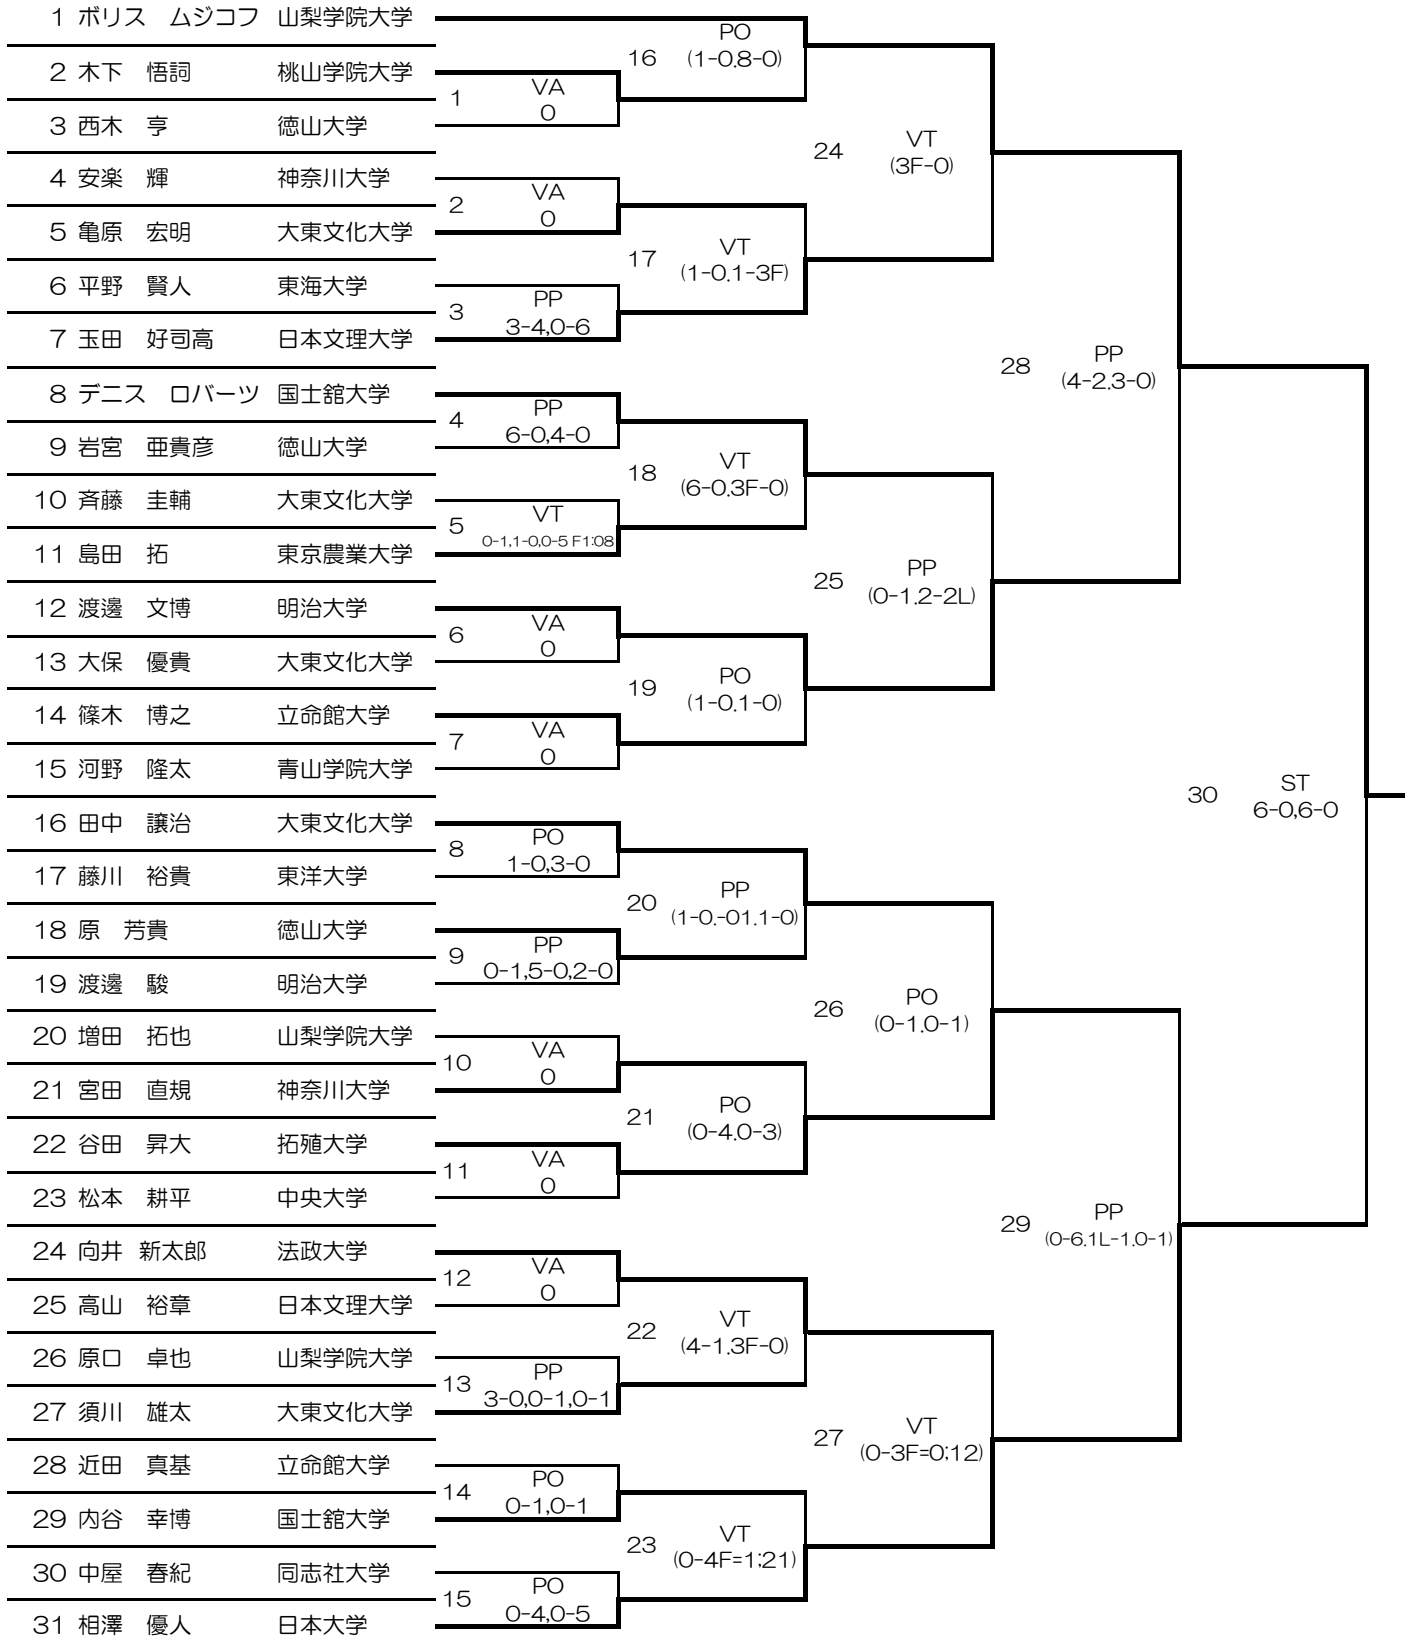 1 ボリス　ムジコフ 山梨学院大学
2 木下　悟詞 桃山学院大学
3 西木　亨 徳山大学
4 安楽　輝 神奈川大学
5 亀原　宏明 大東文化大学
6 平野　賢人 東海大学
7 玉田　好司高 日本文理大学
8 デニス　ロバーツ 国士舘大学
9 岩宮　亜貴彦 徳山大学
10 斉藤　圭輔 大東文化大学
11 島田　拓 東京農業大学
12 渡邊　文博 明治大学
13 大保　優貴 大東文化大学
14 篠木　博之 立命館大学
15 河野　隆太 青山学院大学
16 田中　譲治 大東文化大学
17 藤川　裕貴 東洋大学
18 原　芳貴 徳山大学
19 渡邊　駿 明治大学
20 増田　拓也 山梨学院大学
21 宮田　直規 神奈川大学
22 谷田　昇大 拓殖大学
23 松本　耕平 中央大学
24 向井　新太郎 法政大学
25 高山　裕章 日本文理大学
26 原口　卓也 山梨学院大学
27 須川　雄太 大東文化大学
28 近田　真基 立命館大学
29 内谷　幸博 国士舘大学
30 中屋　春紀 同志社大学
31 相澤　優人 日本大学
1 VA
0
2 VA
0
3 PP
3-4,0-6
4 PP
6-0,4-0
5 VT
0-1,1-0,0-5 F1:08
6 VA
0
7 VA
0
8 PO
1-0,3-0
9 PP
0-1,5-0,2-0
10 VA
0
11 VA
0
12 VA
0
13 PP
3-0,0-1,0-1
14 PO
0-1,0-1
15 PO
0-4,0-5
16 PO
(1-0.8-0)
17 VT
(1-0.1-3F)
18 VT
(6-0.3F-0)
19 PO
(1-0.1-0)
20 PP
(1-0.-01.1-0)
21 PO
(0-4.0-3)
22 VT
(4-1.3F-0)
23 VT
(0-4F=1;21)
24 VT
(3F-0)
25 PP
(0-1.2-2L)
26 PO
(0-1.0-1)
27 VT
(0-3F=0;12)
28 PP
(4-2.3-0)
29 PP
(0-6.1L-1.0-1)
30 ST
6-0,6-0